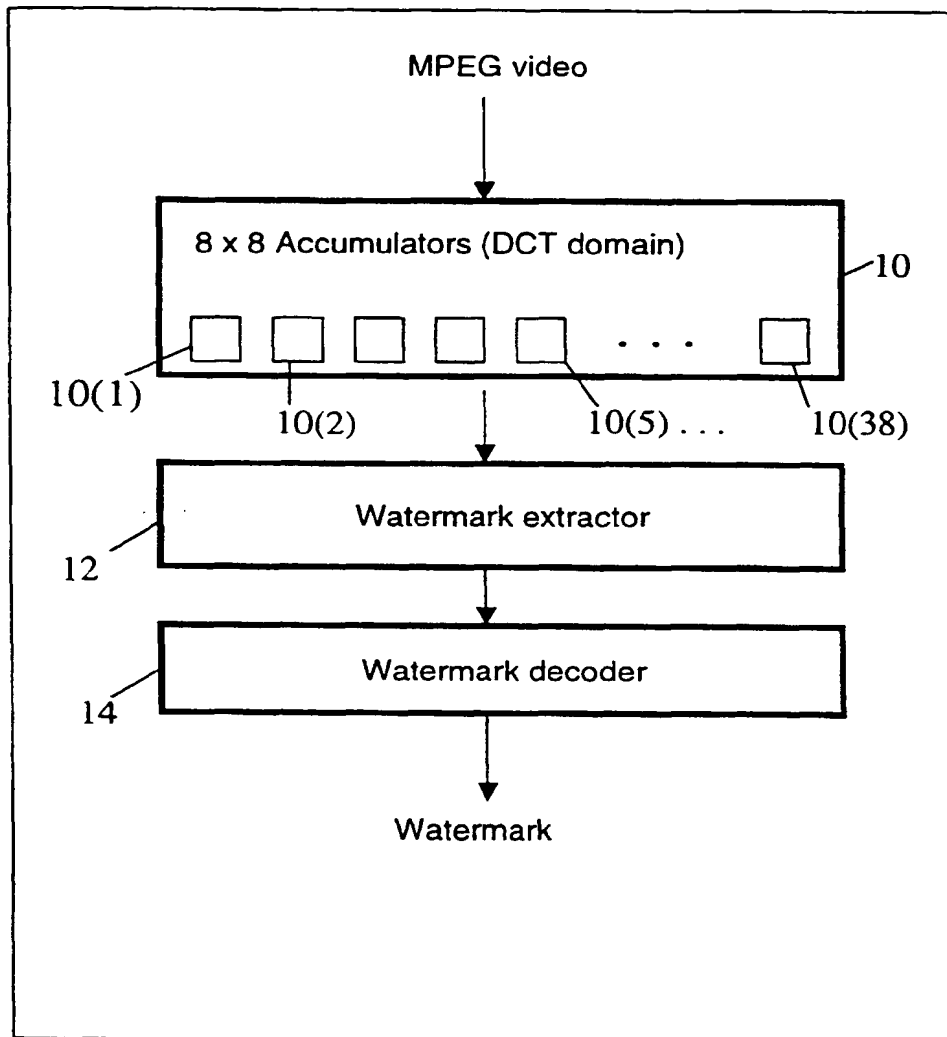 MPEG video
8 x 8 Accumulators (DCT domain)
10
. . .
10(1)
10(2)
10(5) . . .
10(38)
Watermark extractor
12
Watermark decoder
14
Watermark